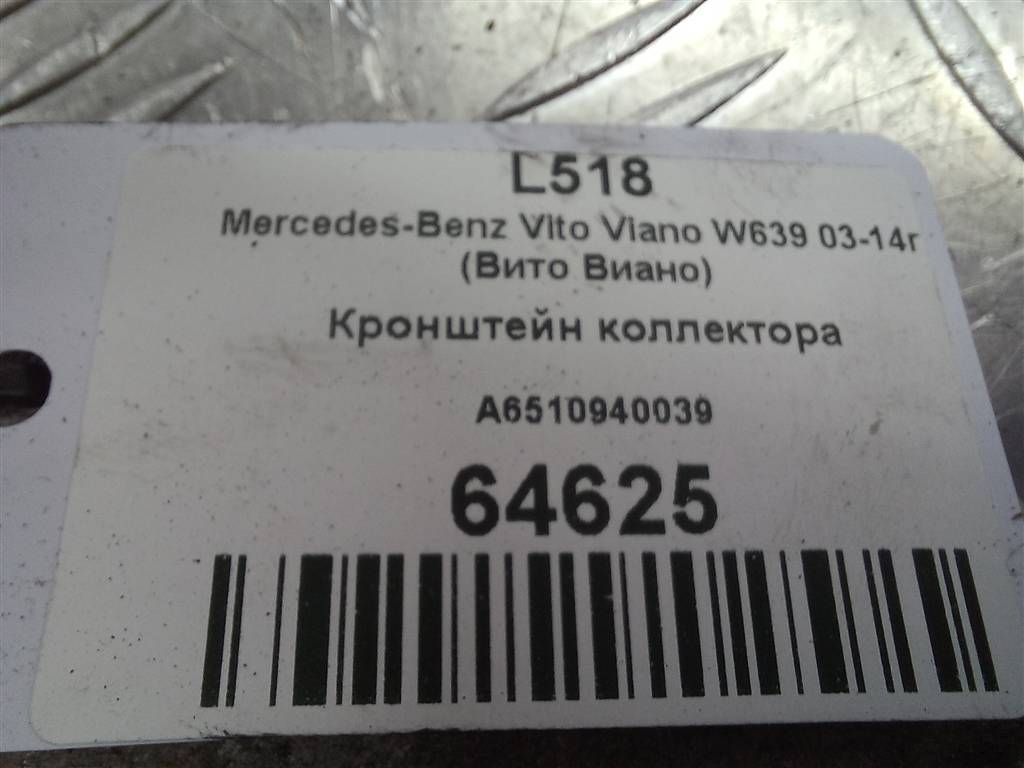 L518
Mercedes-Benz Vito Viano W639 03-14г
(Вито Виано)
Кронштейн коллектора
A6510940039
64625